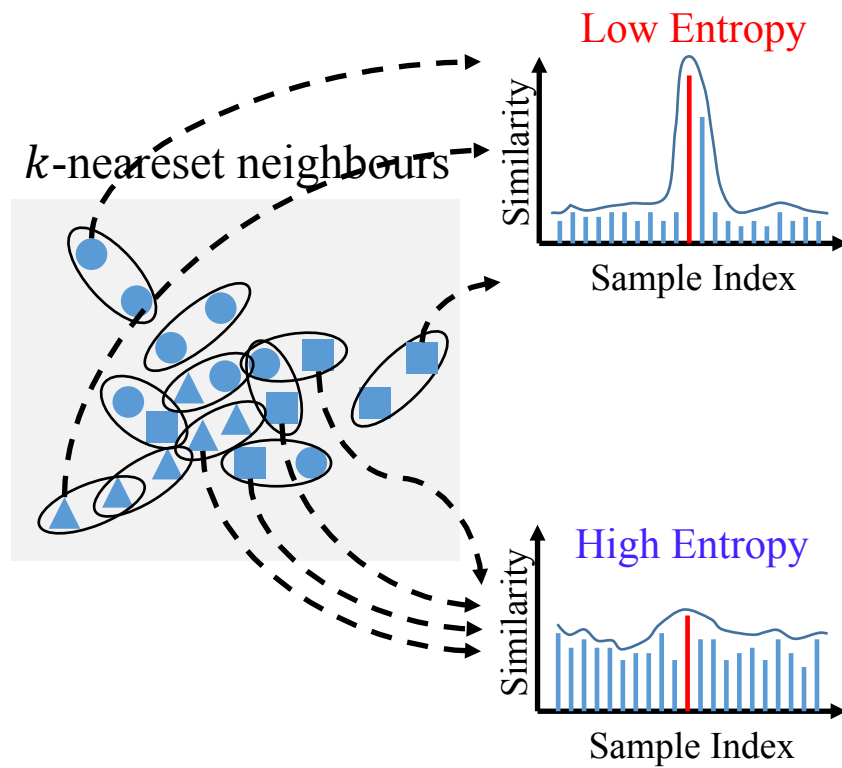 Low Entropy
Similarity
Sample Index
k-neareset neighbours
High Entropy
Similarity
Sample Index